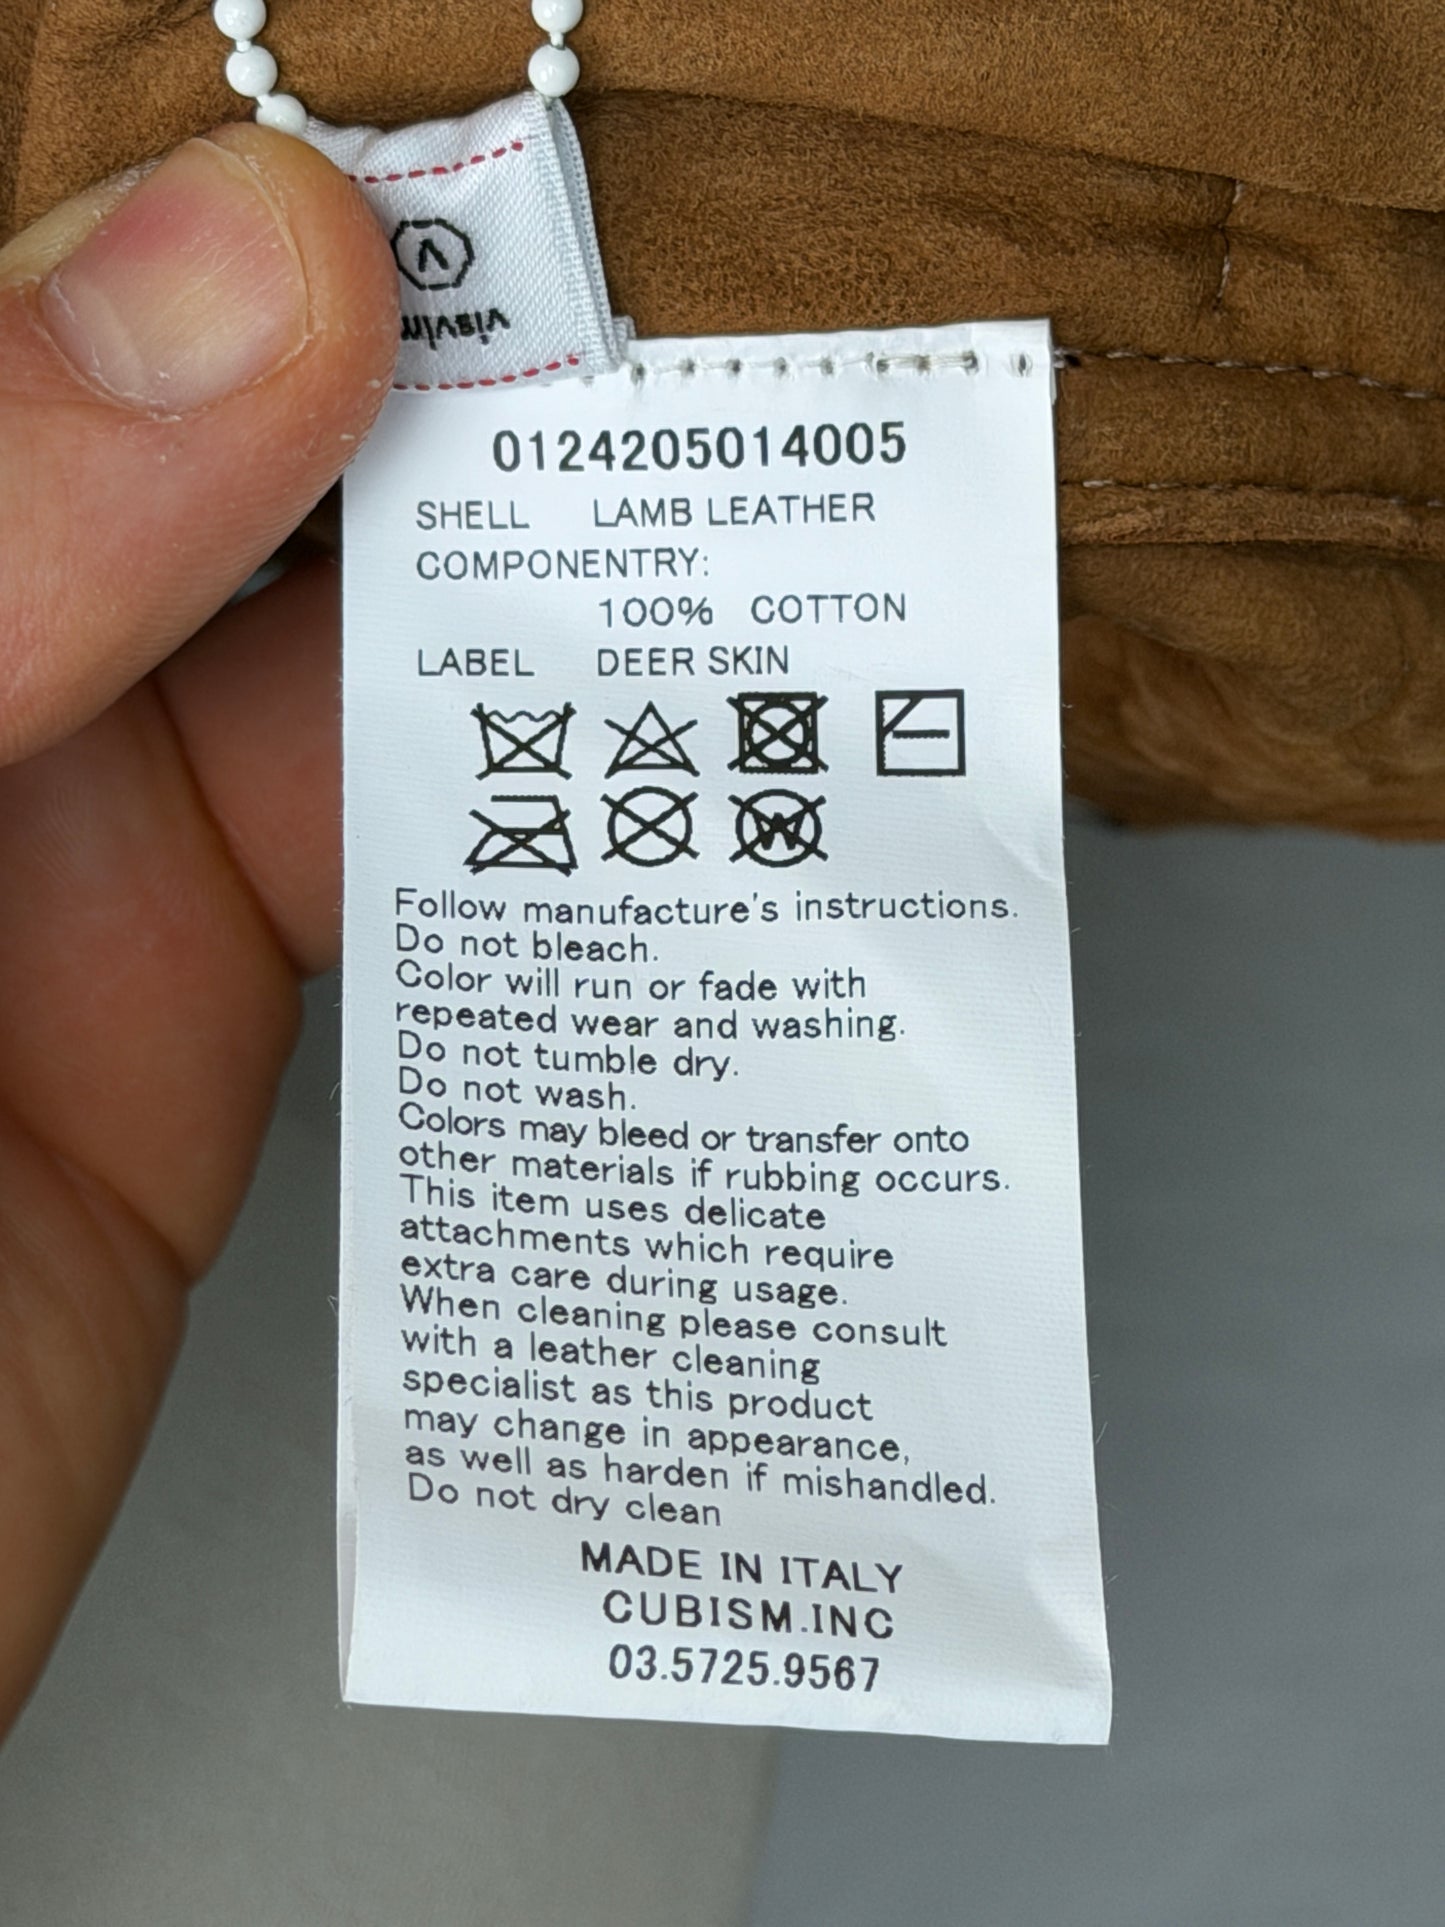 visvim
0124205014005
SHELL LAMB LEATHER
COMPONENTRY:
100% COTTON
LABEL DEER SKIN
W
Follow manufacture's instructions.
Do not bleach.
Color will run or fade with
repeated wear and washing.
Do not tumble dry.
Do not wash.
Colors may bleed or transfer onto
other materials if rubbing occurs.
This item uses delicate
attachments which require
extra care during usage.
When cleaning please consult
with a leather cleaning
specialist as this product
may change in appearance,
as well as harden if mishandled.
Do not dry clean
MADE IN ITALY
CUBISM.INC
03.5725.9567